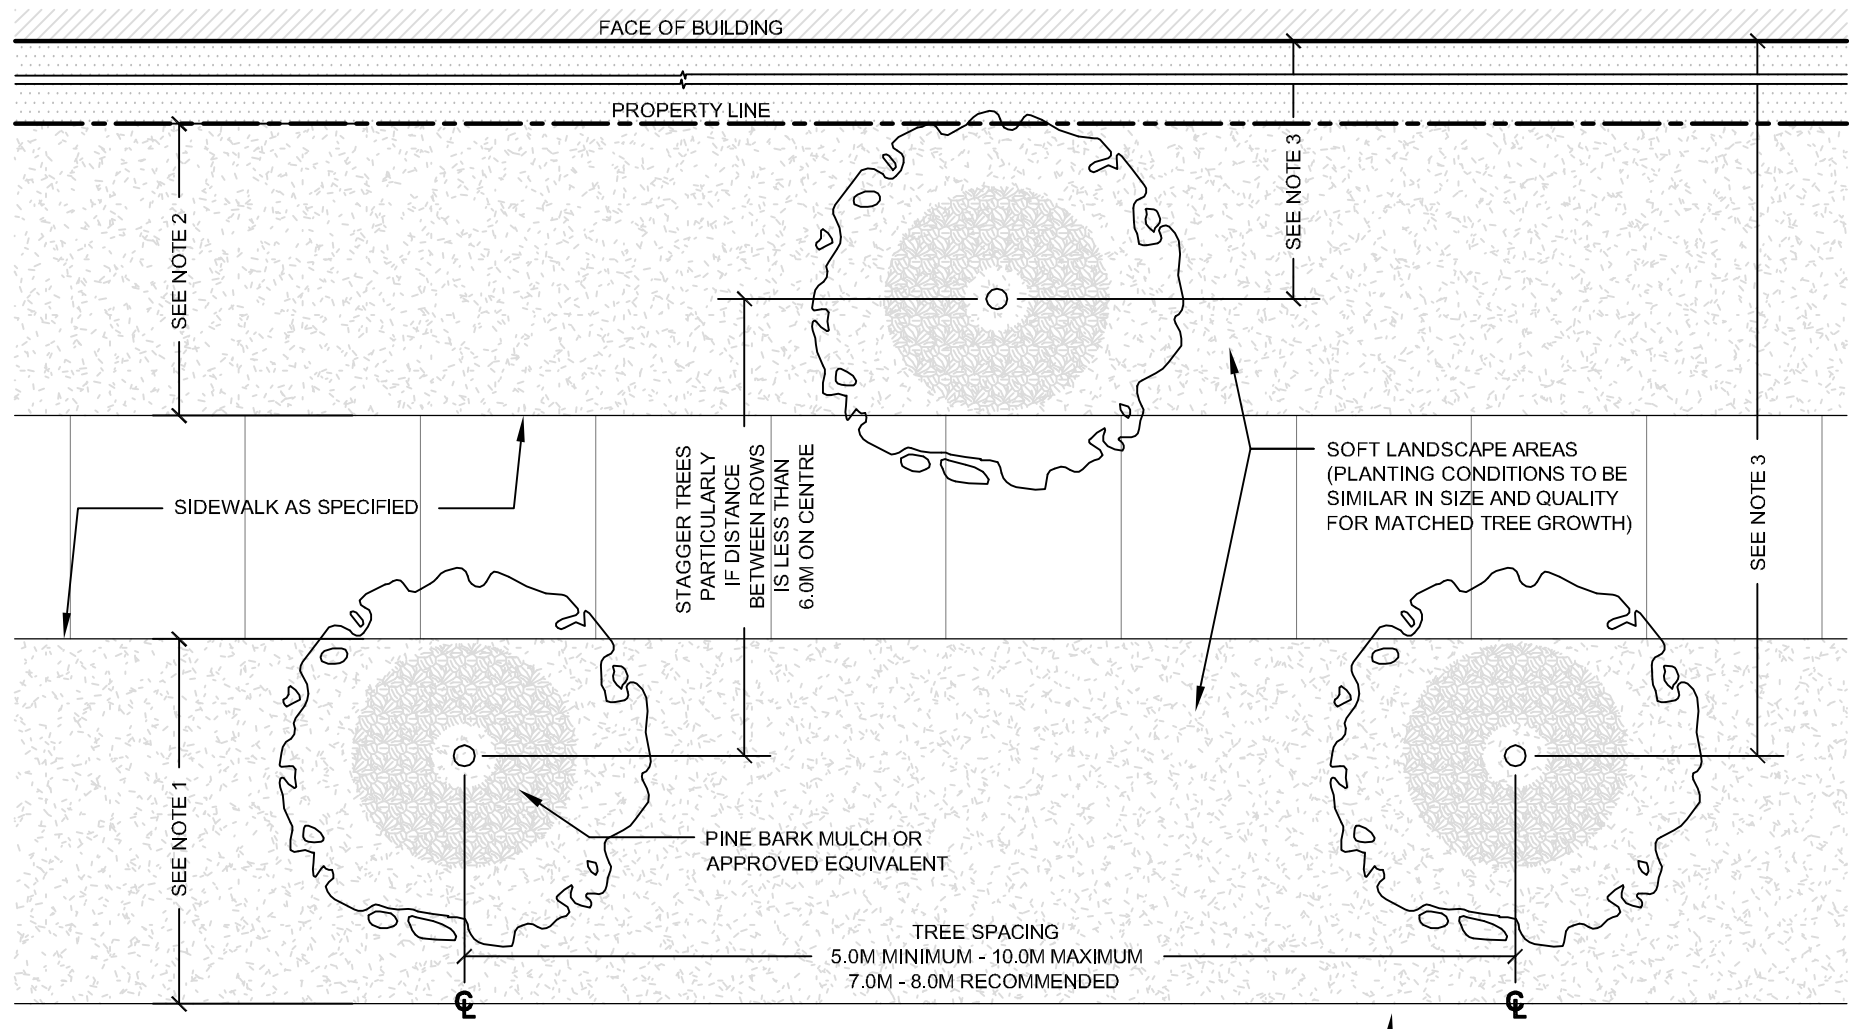 FACE OF BUILDING
PROPERTY LINE
SEE NOTE 2
SEE NOTE 3
SEE NOTE 3
SIDEWALK AS SPECIFIED
STAGGER TREES
PARTICULARLY
IF DISTANCE
BETWEEN ROWS
IS LESS THAN
6.0M ON CENTRE
SOFT LANDSCAPE AREAS
(PLANTING CONDITIONS TO BE
SIMILAR IN SIZE AND QUALITY
FOR MATCHED TREE GROWTH)
SEE NOTE 1
PINE BARK MULCH OR
APPROVED EQUIVALENT
TREE SPACING
5.0M MINIMUM - 10.0M MAXIMUM
7.0M - 8.0M RECOMMENDED
℄
℄